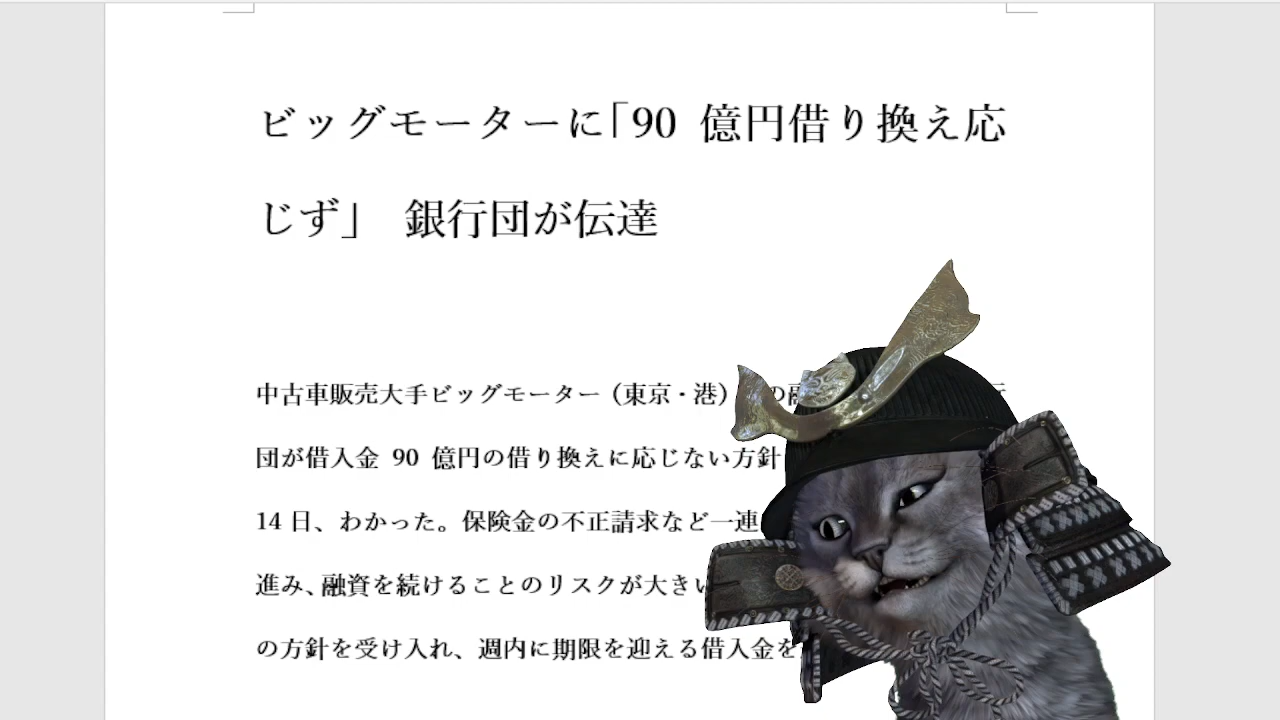 ビッグモーターに「90 億円借り換え応
じず」 銀行団が伝達
中古車販売大手ビッグモーター（東京・港）の融
団が借入金 90 億円の借り換えに応じない方針
14 日、わかった。保険金の不正請求など一連
進み、融資を続けることのリスクが大きい
の方針を受け入れ、週内に期限を迎える借入金を